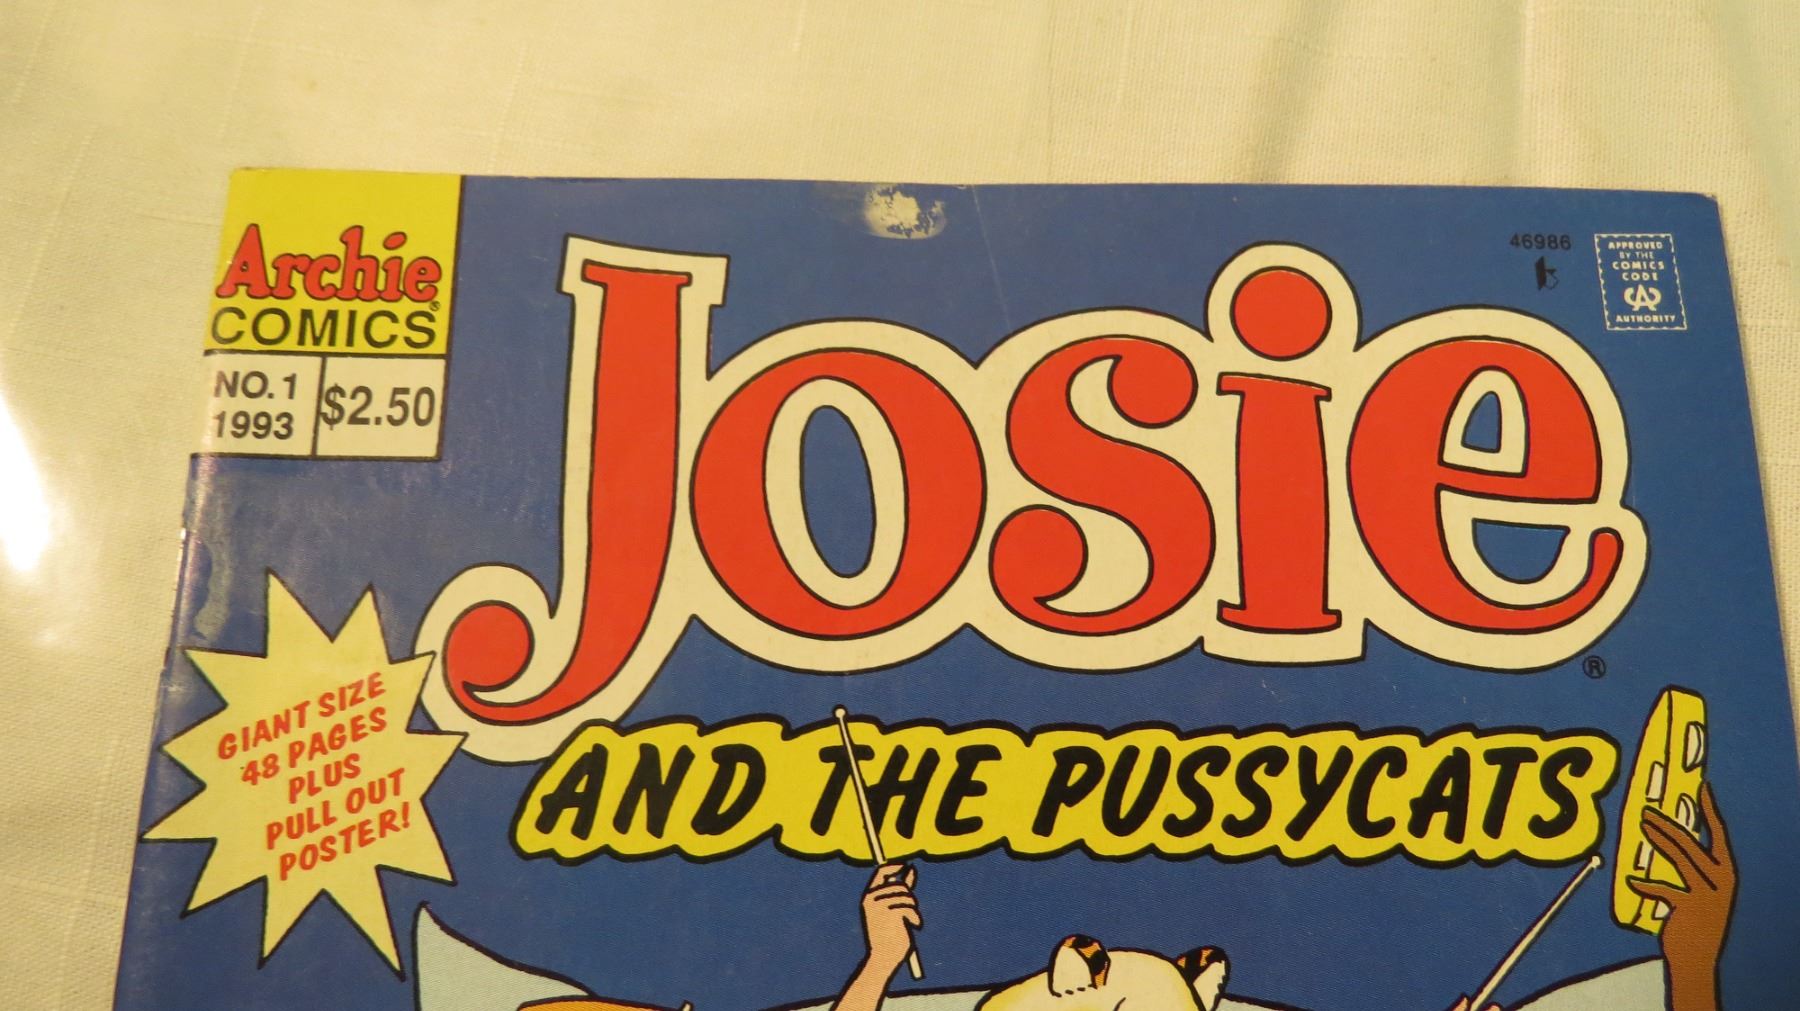 Archie
®
COMICS
NO. 1
1993
$2.50
46986
APPROVED
BY THE
COMICS
CODE
CA
AUTHORITY
Josie
®
AND THE PUSSYCATS
GIANT SIZE
48 PAGES
PLUS
PULL OUT
POSTER!